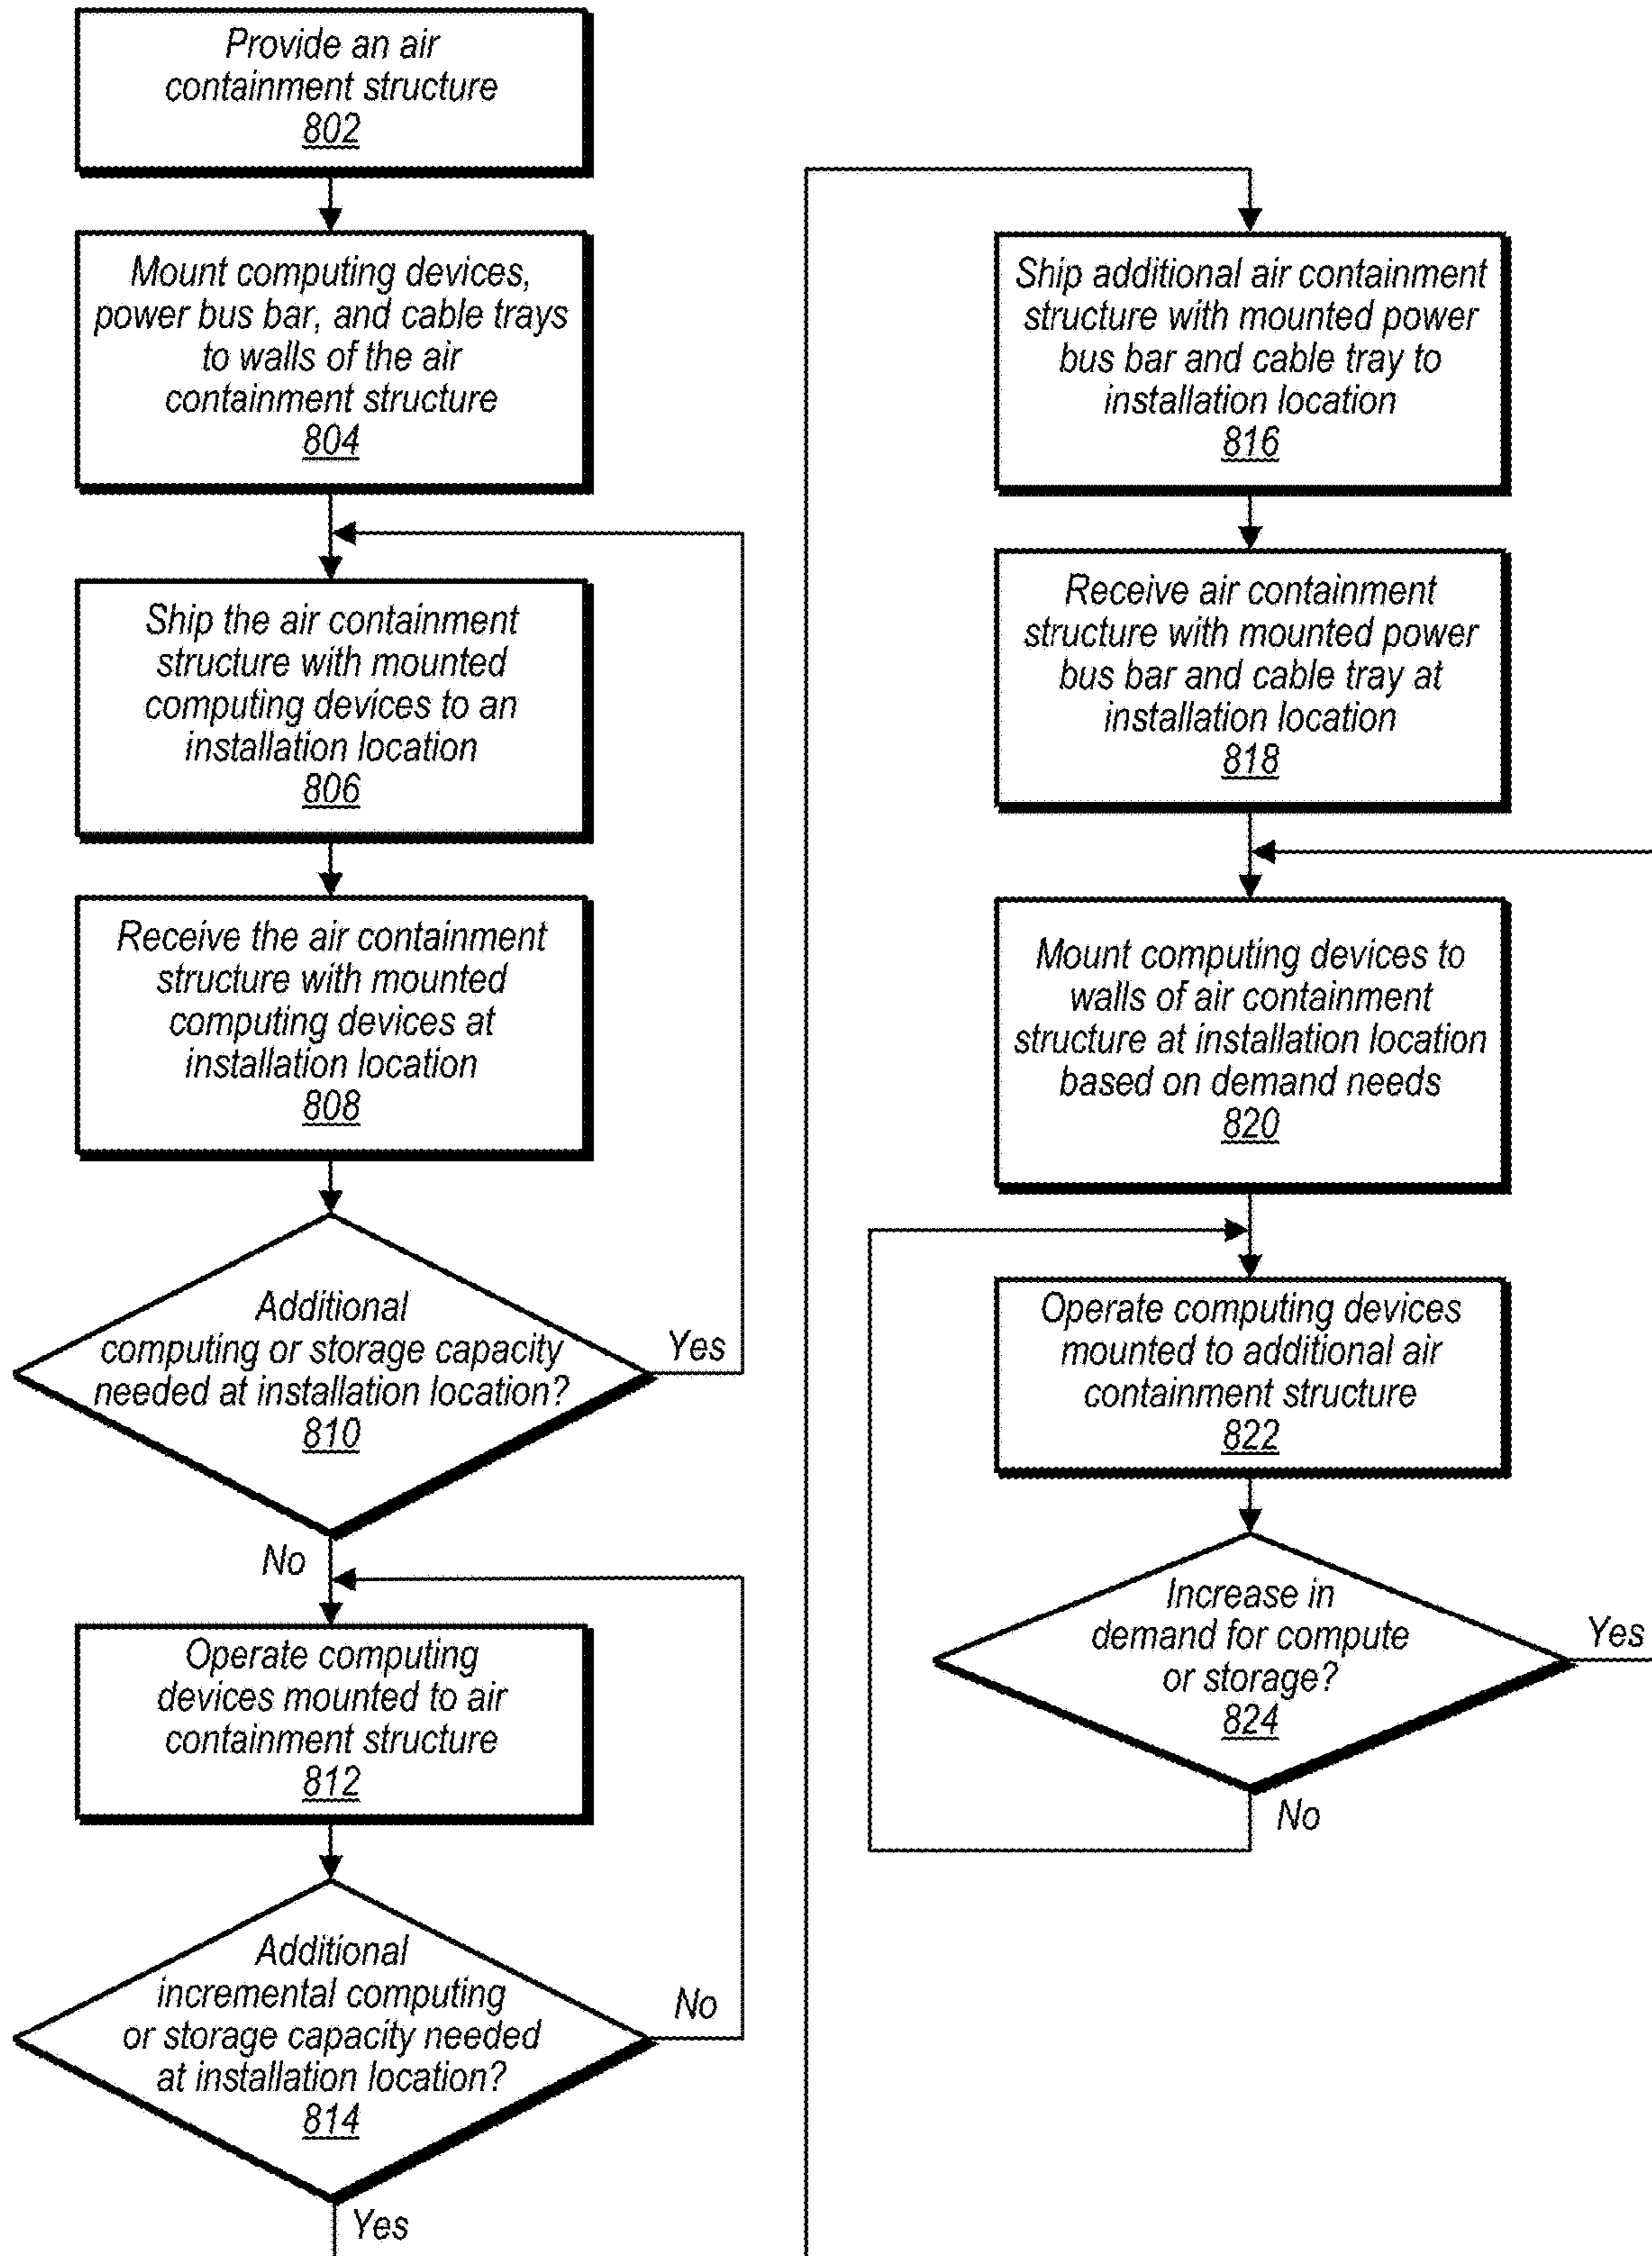 Provide an air
containment structure
802
Mount computing devices,
power bus bar, and cable trays
to walls of the air
containment structure
804
Ship the air containment
structure with mounted
computing devices to an
installation location
806
Receive the air containment
structure with mounted
computing devices at
installation location
808
Additional
computing or storage capacity
needed at installation location?
810
Yes
No
Operate computing
devices mounted to air
containment structure
812
Additional
incremental computing
or storage capacity needed
at installation location?
814
No
Yes
Ship additional air containment
structure with mounted power
bus bar and cable tray to
installation location
816
Receive air containment
structure with mounted power
bus bar and cable tray at
installation location
818
Mount computing devices to
walls of air containment
structure at installation location
based on demand needs
820
Operate computing devices
mounted to additional air
containment structure
822
Increase in
demand for compute
or storage?
824
Yes
No